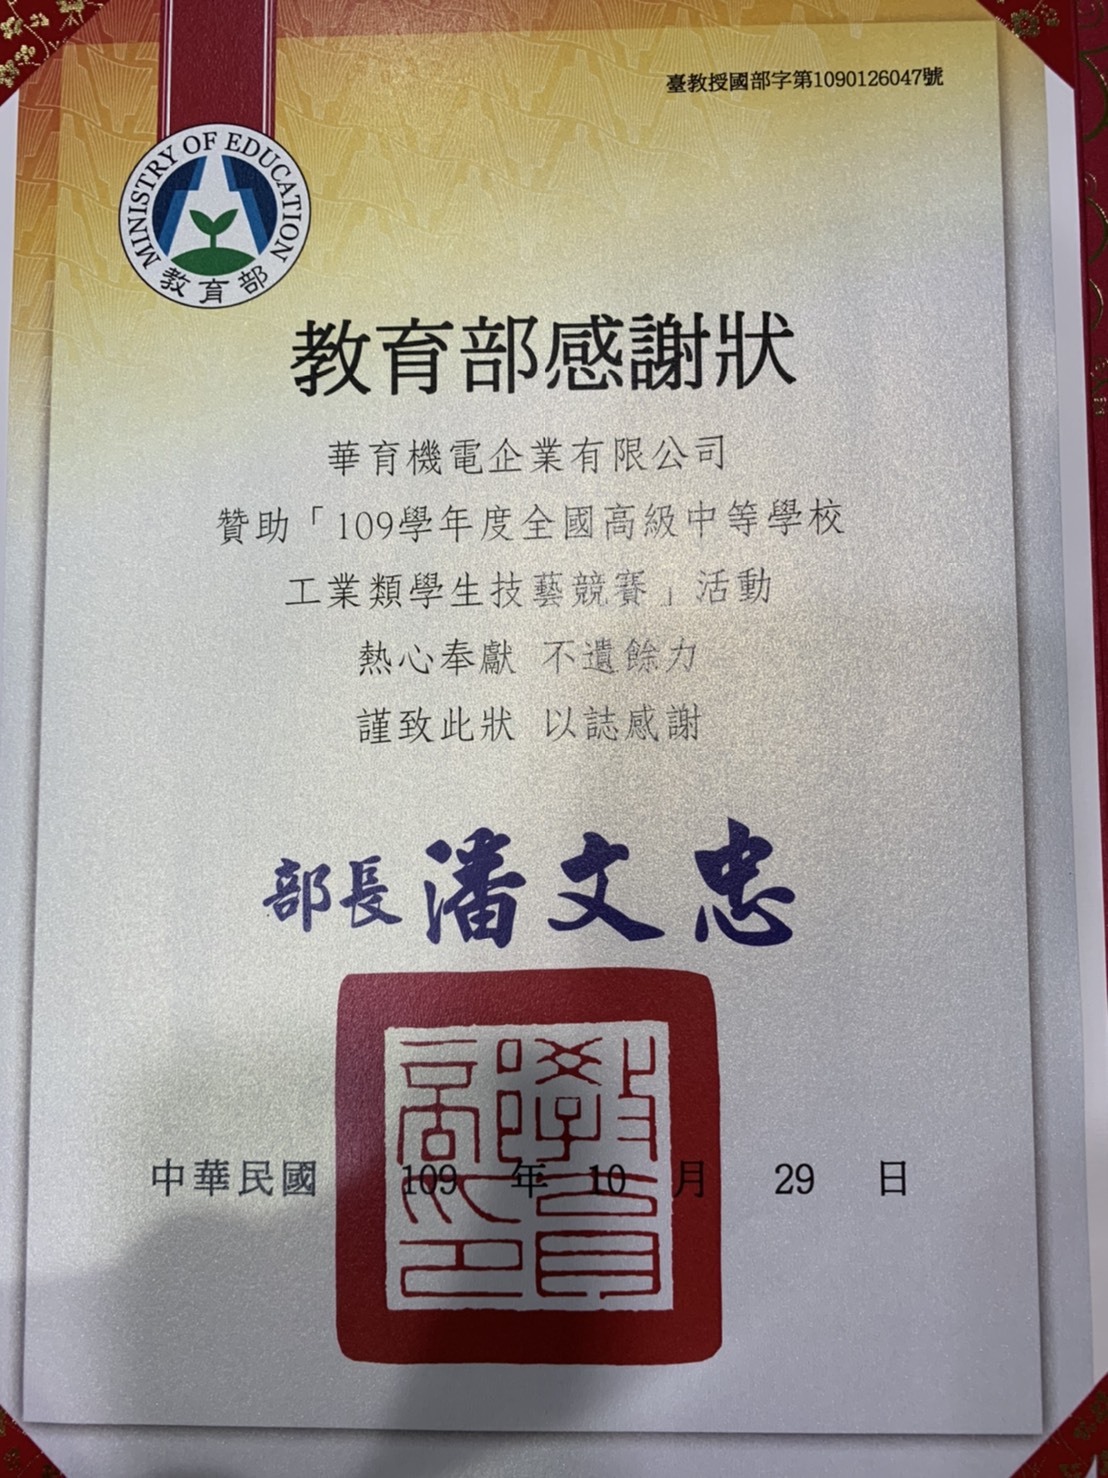 臺教授國部字第1090126047號
MINISTRY OF EDUCATION
教育部
教育部感謝狀
華育機電企業有限公司
贊助「109學年度全國高級中等學校
工業類學生技藝競賽」活動
熱心奉獻 不遺餘力
謹致此狀 以誌感謝
部長 潘文忠
教育部印
中華民國 109 年 10 月 29 日